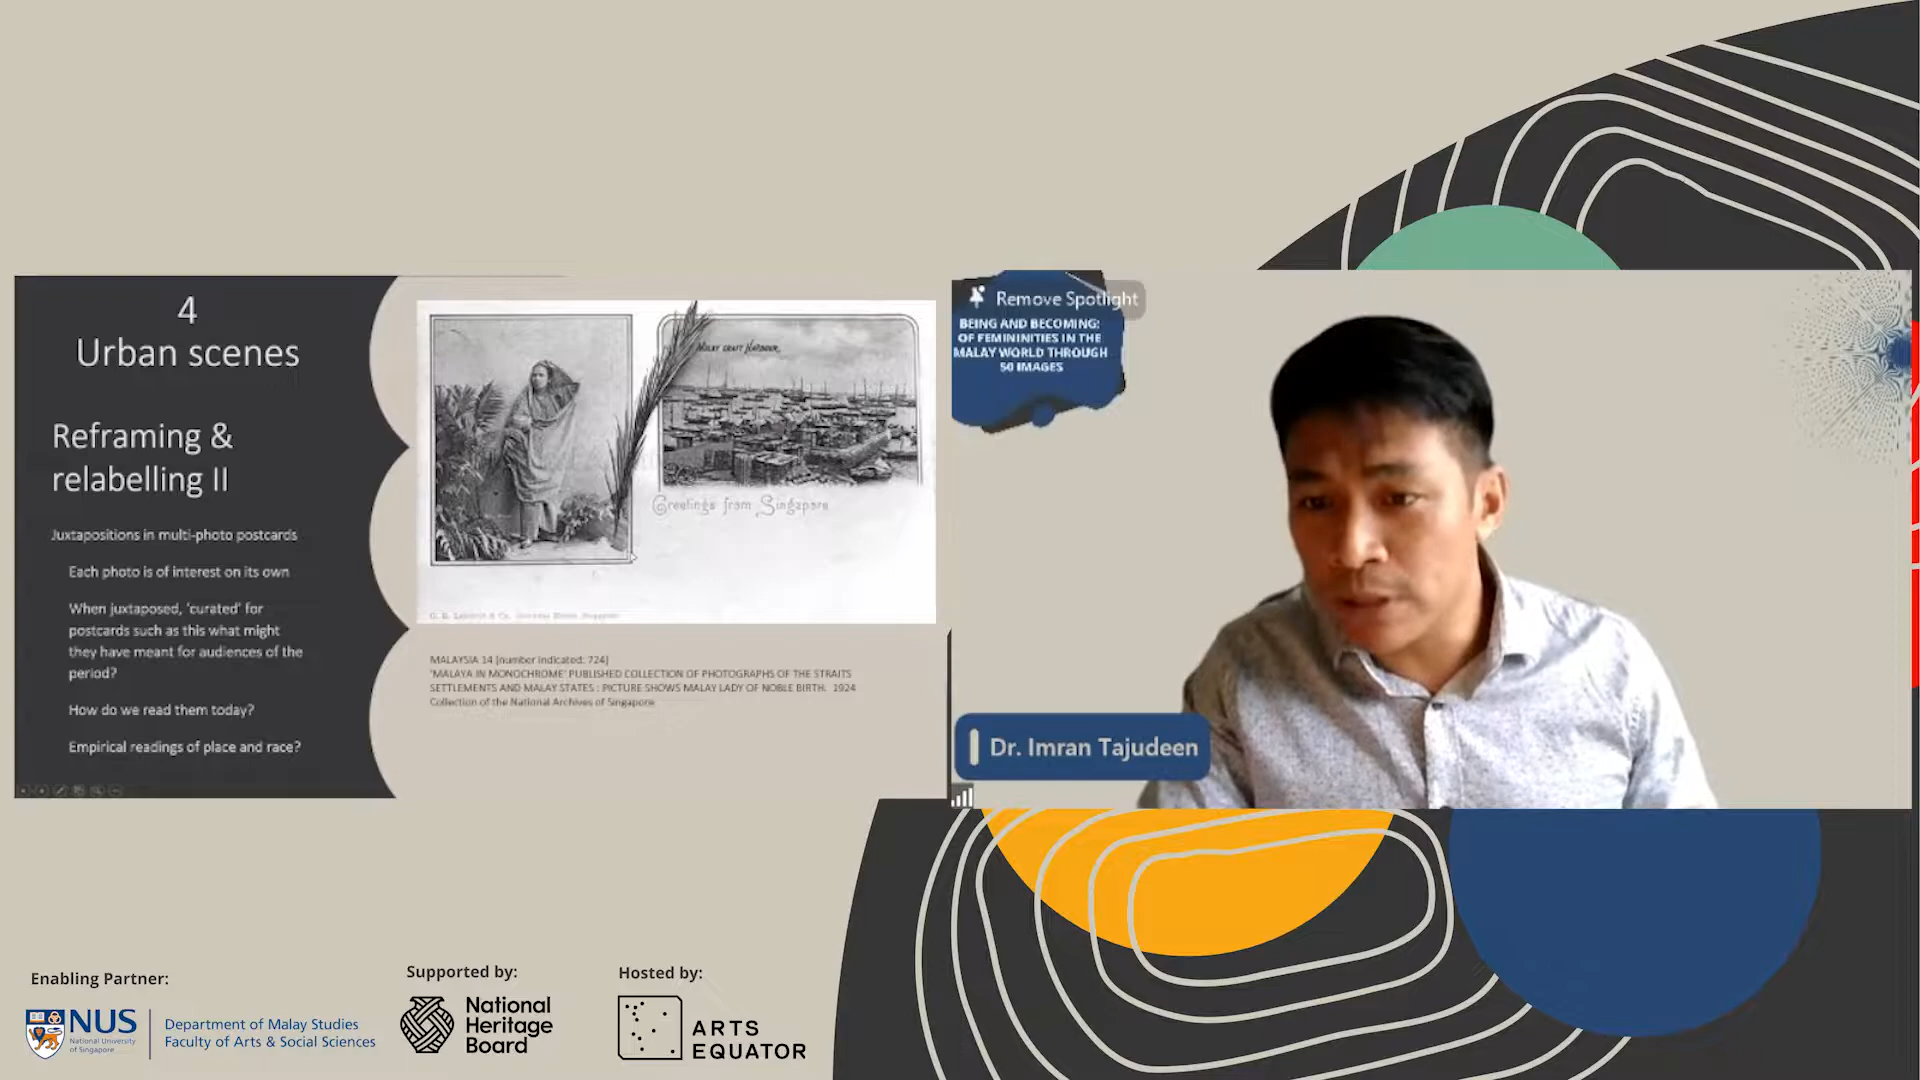 4
Urban scenes
Reframing &
relabelling II
Juxtapositions in multi-photo postcards
Each photo is of interest on its own
When juxtaposed, 'curated' for
postcards such as this what might
they have meant for audiences of the
period?
How do we read them today?
Empirical readings of place and race?
MALAY CRAFT HARBOUR.
Greetings from Singapore
MALAYSIA 14 [number indicated: 724]
'MALAYA IN MONOCHROME' PUBLISHED COLLECTION OF PHOTOGRAPHS OF THE STRAITS
SETTLEMENTS AND MALAY STATES : PICTURE SHOWS MALAY LADY OF NOBLE BIRTH. 1924
Collection of the National Archives of Singapore
Remove Spotlight
BEING AND BECOMING:
OF FEMININITIES IN THE
MALAY WORLD THROUGH
50 IMAGES
Dr. Imran Tajudeen
Enabling Partner:
NUS
National University
of Singapore
Department of Malay Studies
Faculty of Arts & Social Sciences
Supported by:
National
Heritage
Board
Hosted by:
ARTS
EQUATOR